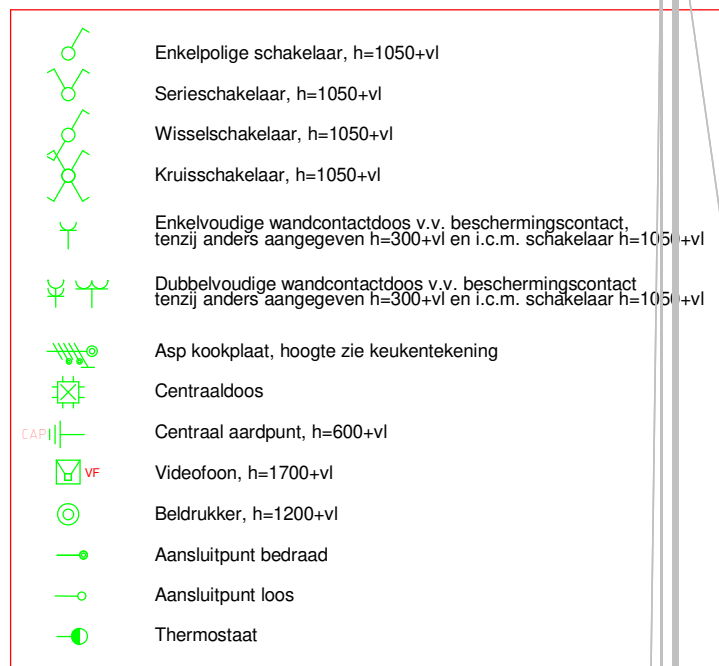 Enkelpolige schakelaar, h=1050+vl
Serieschakelaar, h=1050+vl
Wisselschakelaar, h=1050+vl
Kruisschakelaar, h=1050+vl
Enkelvoudige wandcontactdoos v.v. beschermingscontact,
tenzij anders aangegeven h=300+vl en i.c.m. schakelaar h=1050+vl
Dubbelvoudige wandcontactdoos v.v. beschermingscontact
tenzij anders aangegeven h=300+vl en i.c.m. schakelaar h=1050+vl
Asp kookplaat, hoogte zie keukentekening
Centraaldoos
CAP Centraal aardpunt, h=600+vl
VF Videofoon, h=1700+vl
Beldrukker, h=1200+vl
Aansluitpunt bedraad
Aansluitpunt loos
Thermostaat